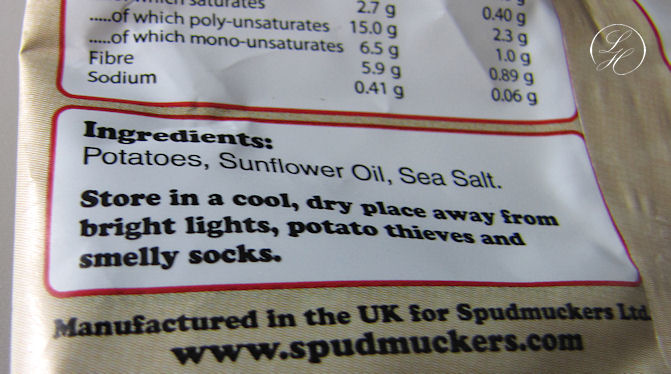 saturates 2.7 g 0.40 g
.....of which poly-unsaturates 15.0 g 2.3 g
.....of which mono-unsaturates 6.5 g 1.0 g
Fibre 5.9 g 0.89 g
Sodium 0.41 g 0.06 g
Ingredients:
Potatoes, Sunflower Oil, Sea Salt.
Store in a cool, dry place away from
bright lights, potato thieves and
smelly socks.
Manufactured in the UK for Spudmuckers Ltd.
www.spudmuckers.com
LH